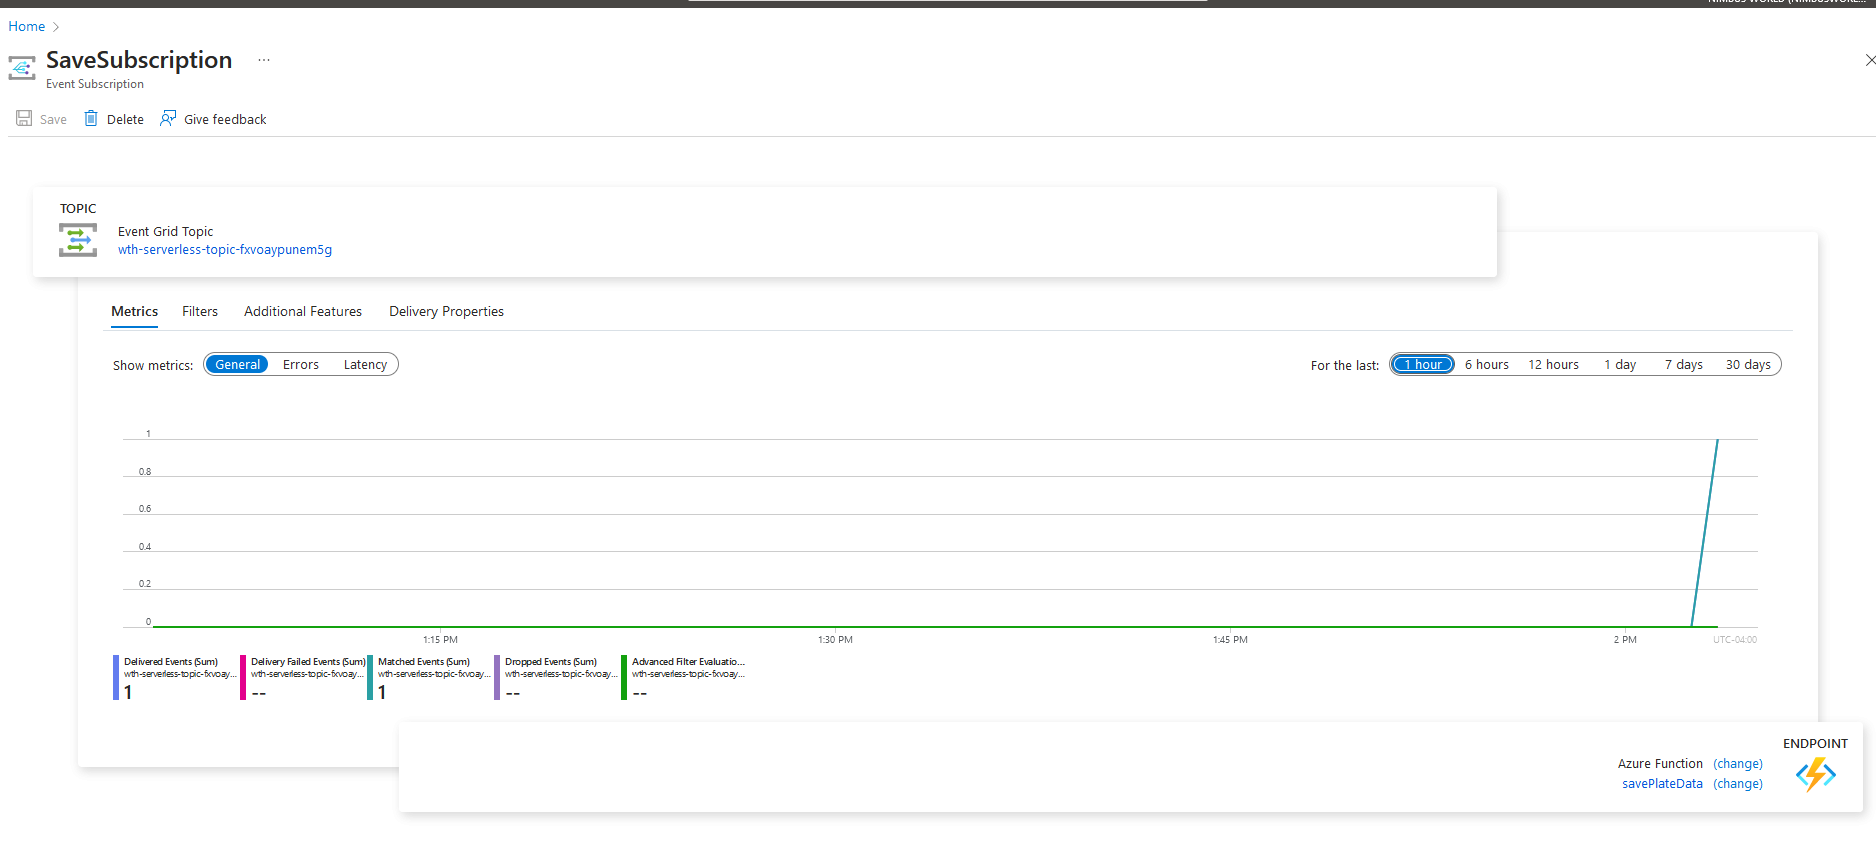 Home
SaveSubscription ...
Event Subscription
Save Delete Give feedback
TOPIC
Event Grid Topic
wth-serverless-topic-fxvoaypunem5g
Metrics Filters Additional Features Delivery Properties
Show metrics: General Errors Latency
For the last: 1 hour 6 hours 12 hours 1 day 7 days 30 days
1
0.8
0.6
0.4
0.2
0
1:15 PM 1:30 PM 1:45 PM 2 PM UTC-04:00
Delivered Events (Sum) Delivery Failed Events (Sum) Matched Events (Sum) Dropped Events (Sum) Advanced Filter Evaluatio...
wth-serverless-topic-fxvoay... wth-serverless-topic-fxvoay... wth-serverless-topic-fxvoay... wth-serverless-topic-fxvoay... wth-serverless-topic-fxvoay...
1 -- 1 -- --
ENDPOINT
Azure Function (change)
savePlateData (change)